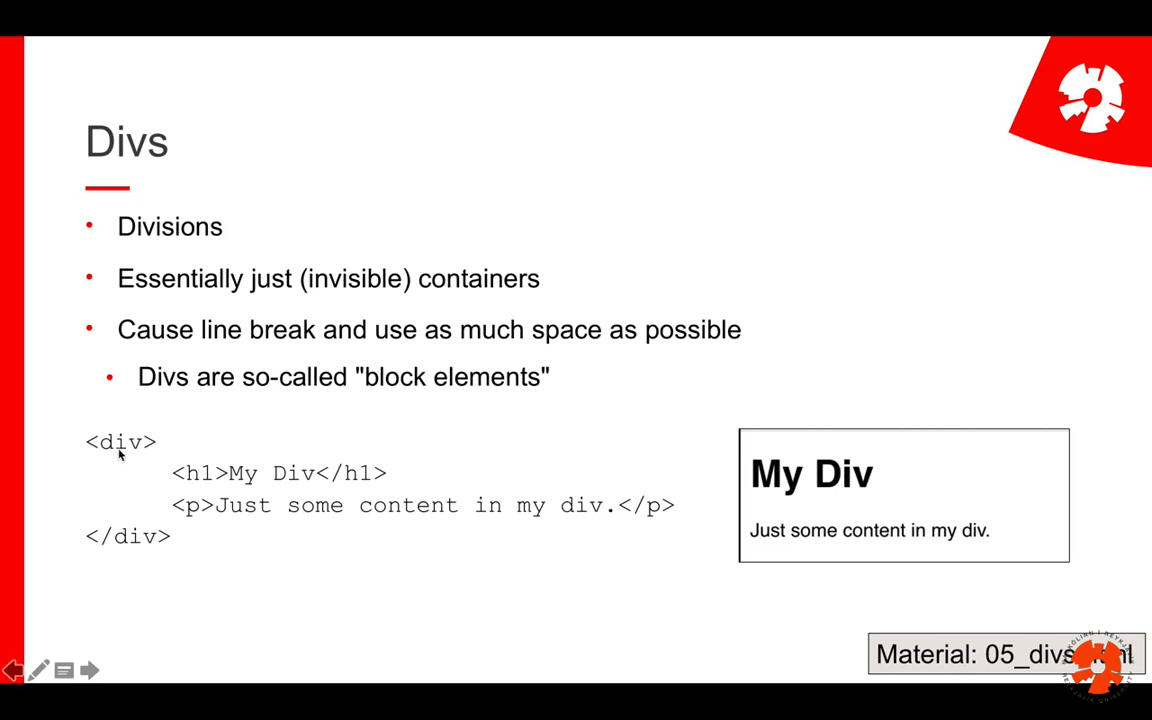 Divs
Divisions
Essentially just (invisible) containers
Cause line break and use as much space as possible
Divs are so-called "block elements"
<div>
<h1>My Div</h1>
<p>Just some content in my div.</p>
</div>
My Div
Just some content in my div.
Material: 05_divs